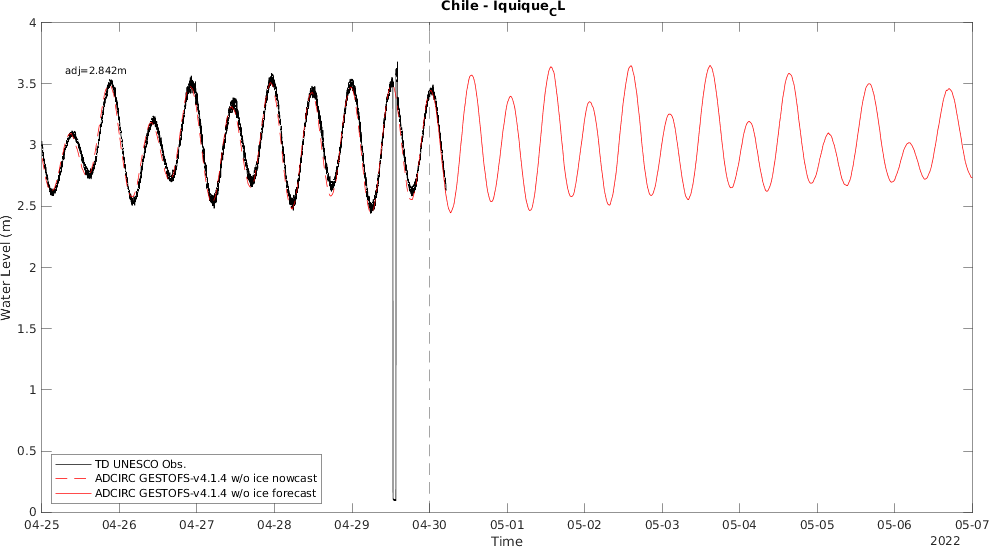 Chile - Iquique_CL
4
adj=2.842m
3.5
3
2.5
2
1.5
1
0.5
0
Water Level (m)
TD UNESCO Obs.
ADCIRC GESTOFS-v4.1.4 w/o ice nowcast
ADCIRC GESTOFS-v4.1.4 w/o ice forecast
04-25 04-26 04-27 04-28 04-29 04-30 05-01 05-02 05-03 05-04 05-05 05-06 05-07
Time
2022